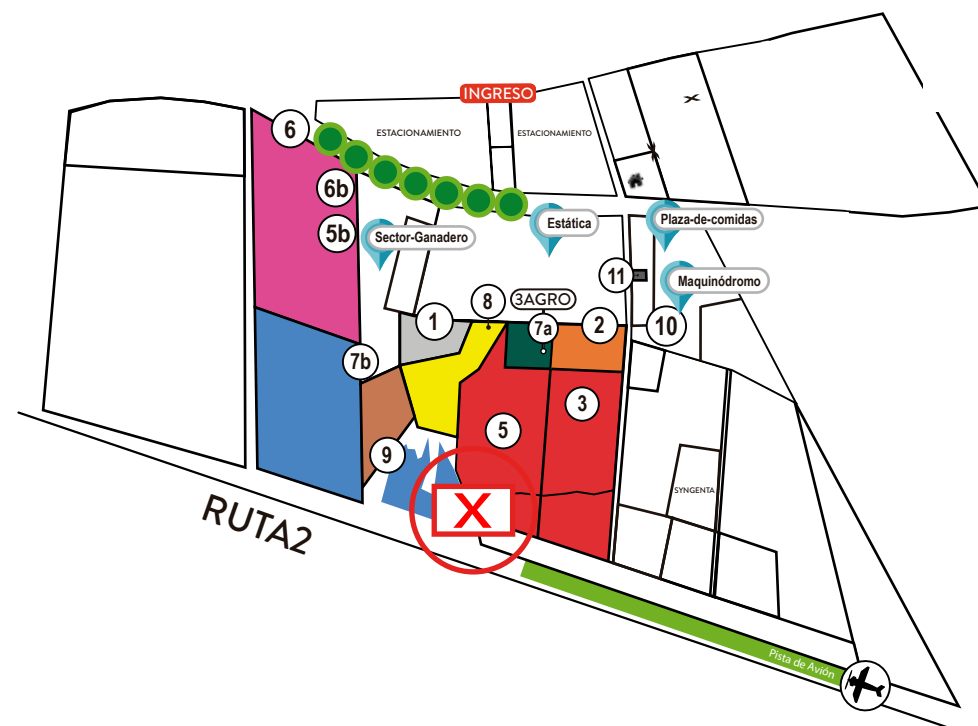 INGRESO
ESTACIONAMIENTO
ESTACIONAMIENTO
6
6b
5b
Sector-Ganadero
Estática
Plaza-de-comidas
11
Maquinódromo
8
3AGRO
1
7a
2
10
7b
3
5
9
SYNGENTA
X
RUTA2
Pista de Avión